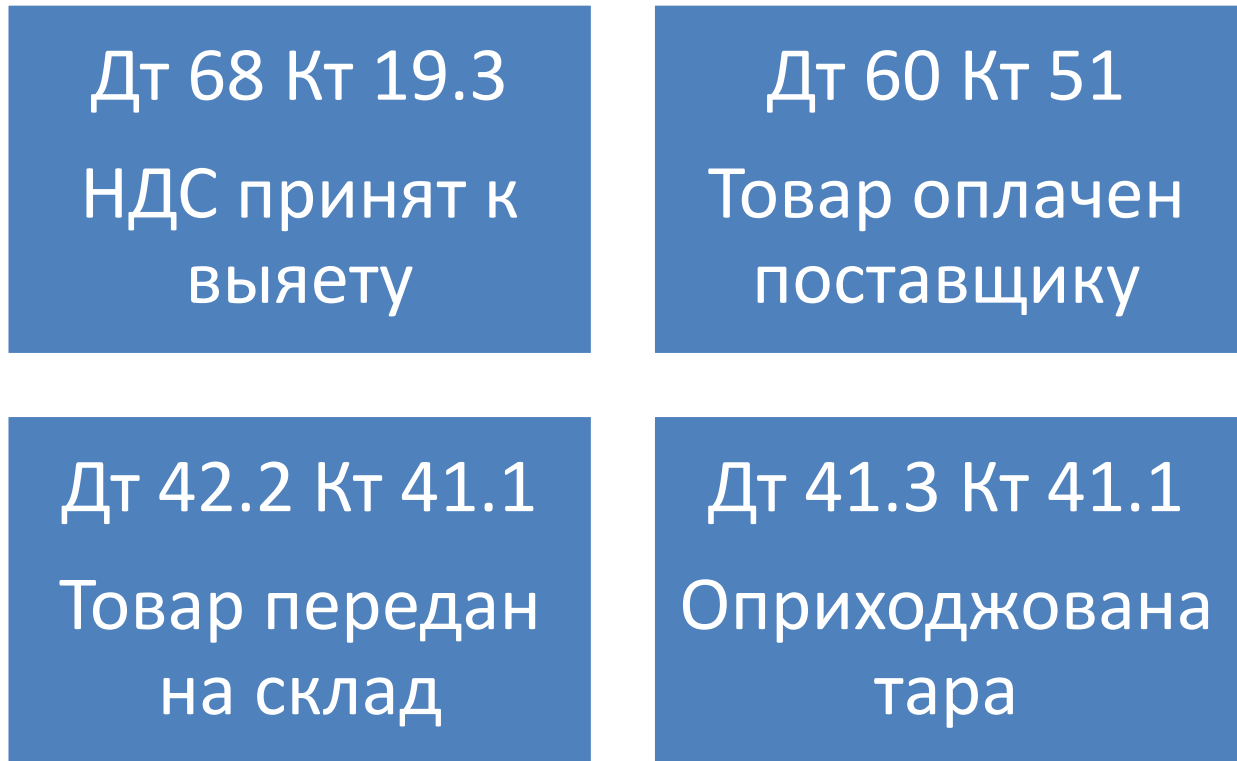 Дт 68 Кт 19.3
НДС принят к
выяету
Дт 60 Кт 51
Товар оплачен
поставщику
Дт 42.2 Кт 41.1
Товар передан
на склад
Дт 41.3 Кт 41.1
Оприходжована
тара